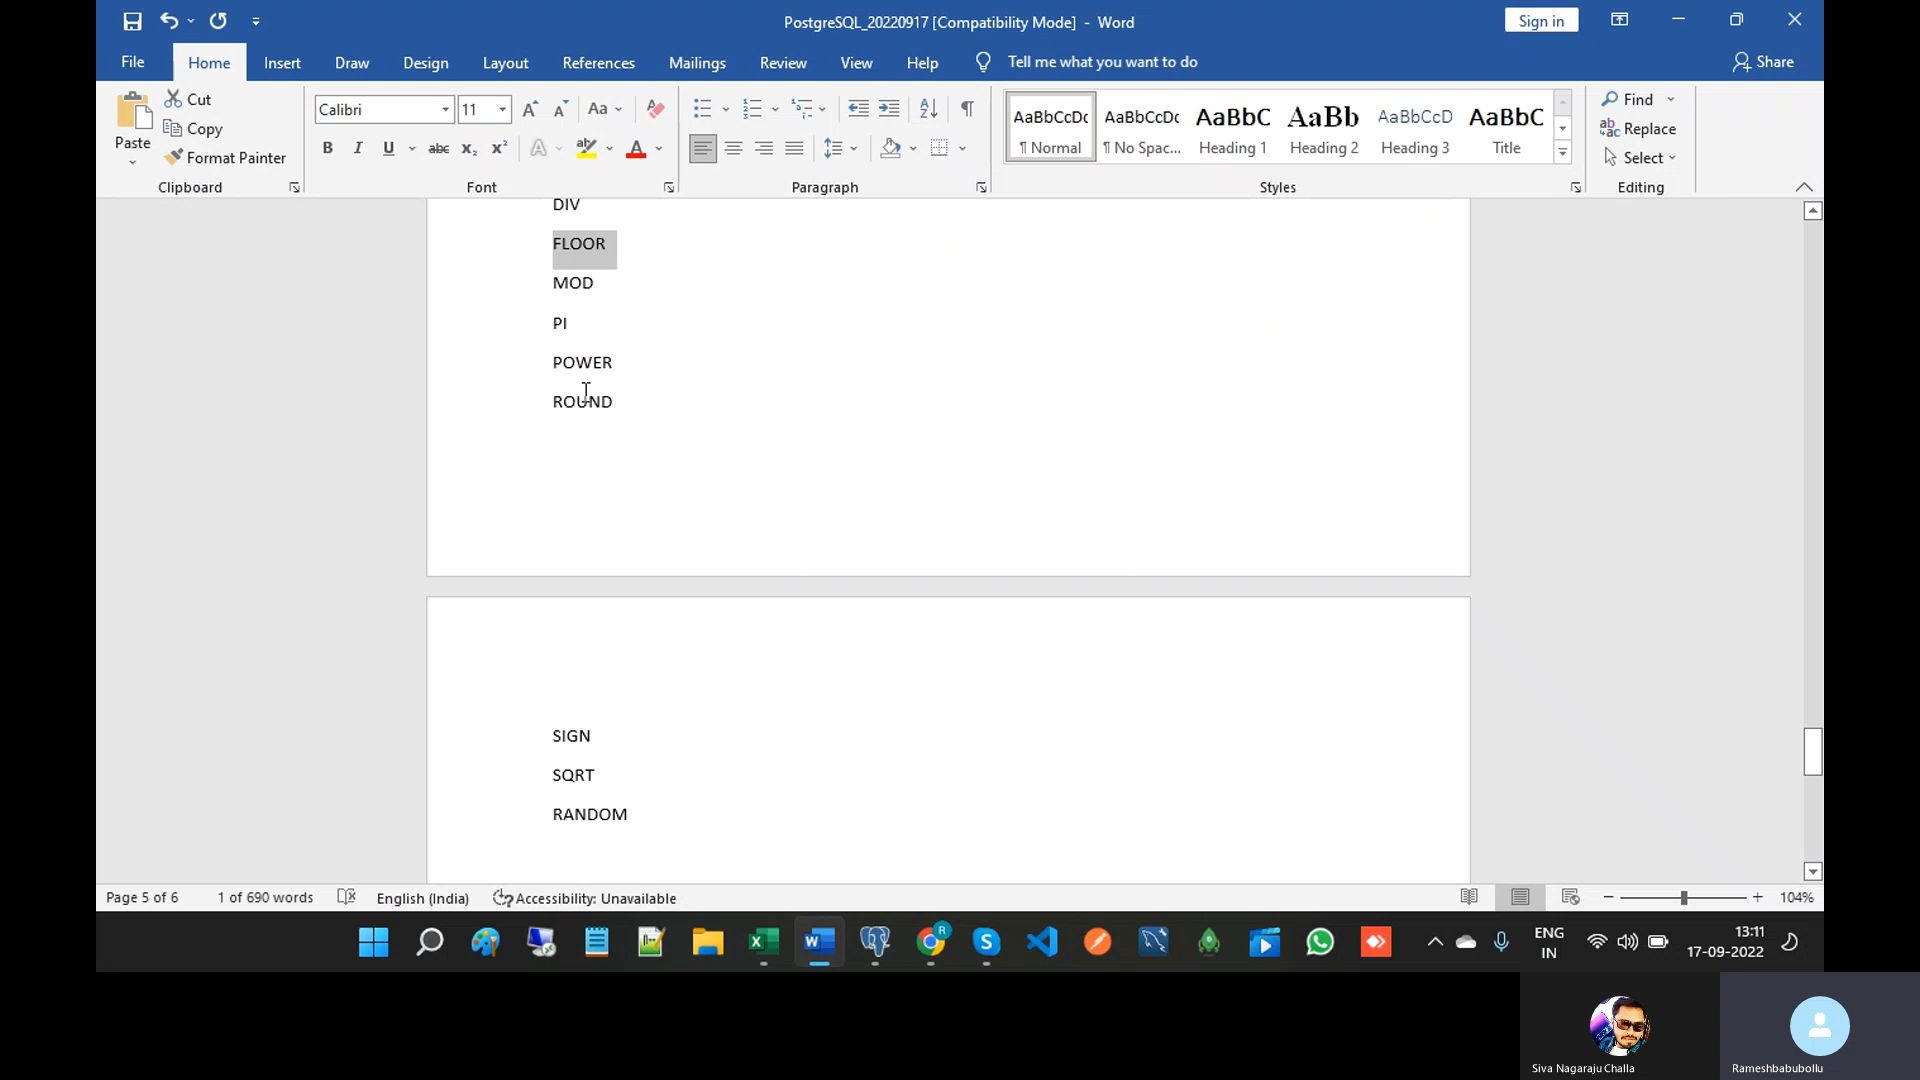 PostgreSQL_20220917 [Compatibility Mode] - Word
Sign in
File Home Insert Draw Design Layout References Mailings Review View Help Tell me what you want to do Share
Paste
Cut
Copy
Format Painter
Clipboard
Calibri 11
Font
Paragraph
AaBbCcDc AaBbCcDc AaBbC AaBb AaBbCcD AaBbC
¶ Normal ¶ No Spac... Heading 1 Heading 2 Heading 3 Title
Styles
Find
Replace
Select
Editing
DIV
FLOOR
MOD
PI
POWER
ROUND
SIGN
SQRT
RANDOM
Page 5 of 6 1 of 690 words English (India) Accessibility: Unavailable 104%
ENG
IN
13:11
17-09-2022
Siva Nagaraju Challa
Rameshbabubollu